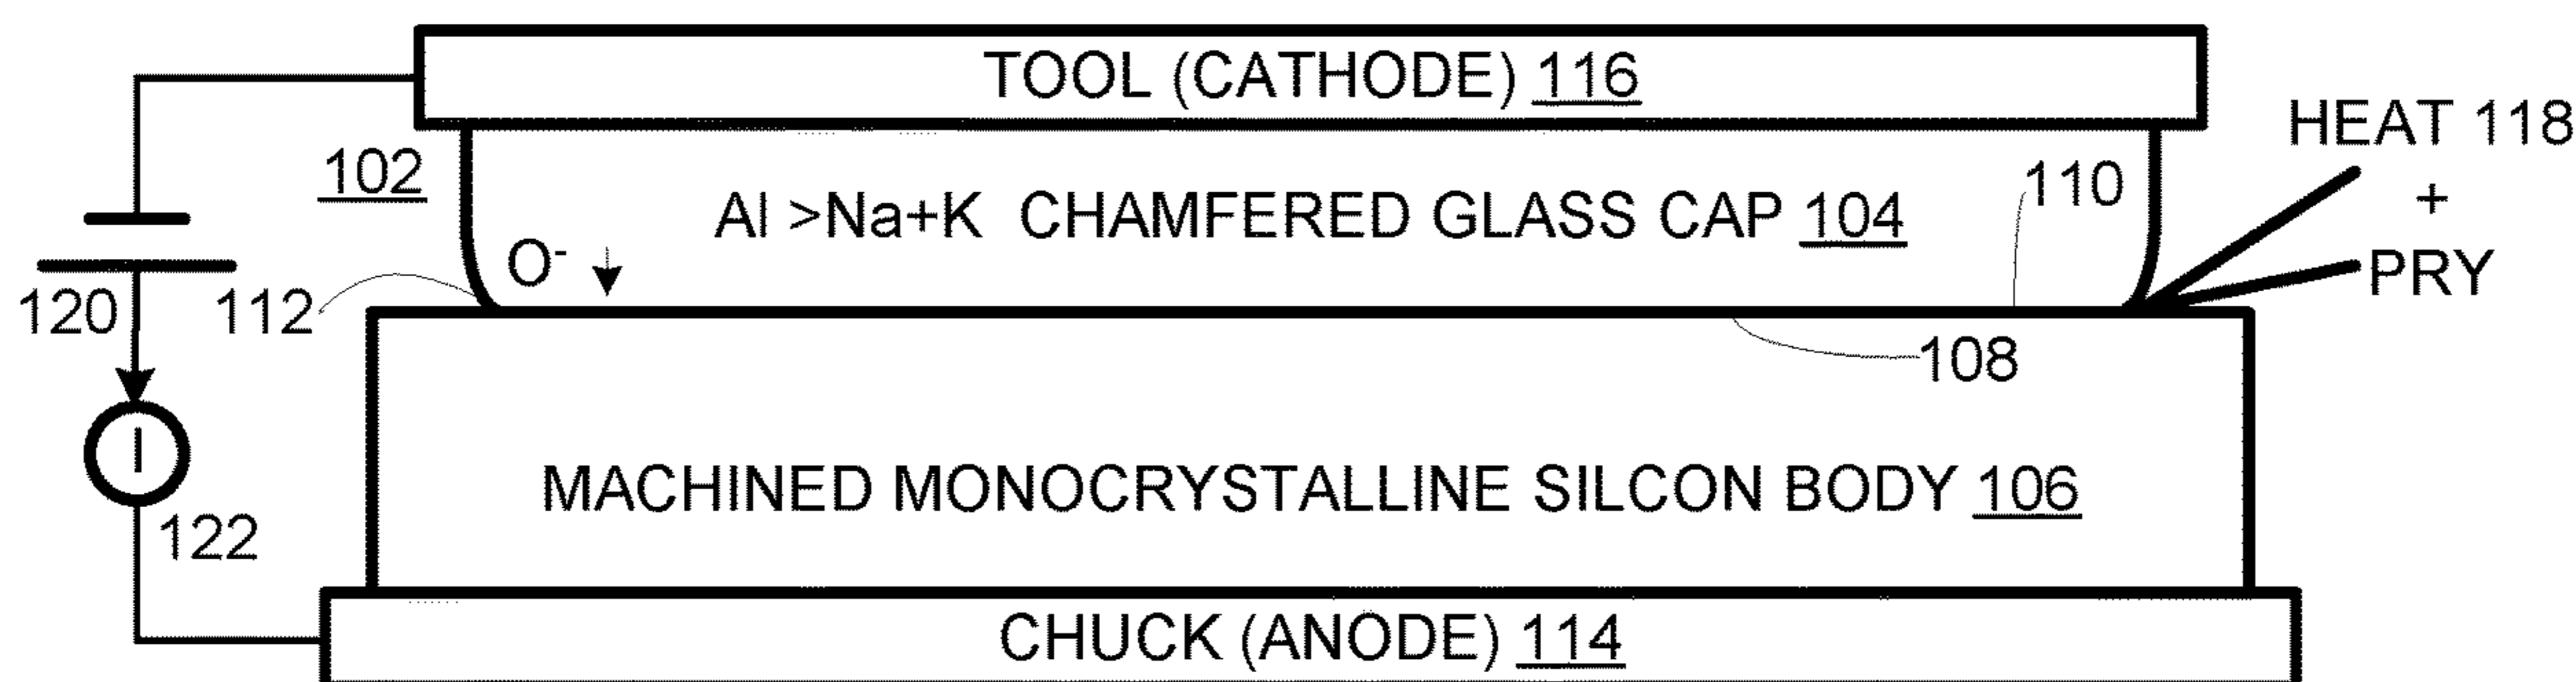 TOOL (CATHODE) 116
HEAT 118
+
PRY
102
110
Al >Na+K CHAMFERED GLASS CAP 104
O- ↓
120
112
108
MACHINED MONOCRYSTALLINE SILCON BODY 106
I
122
CHUCK (ANODE) 114